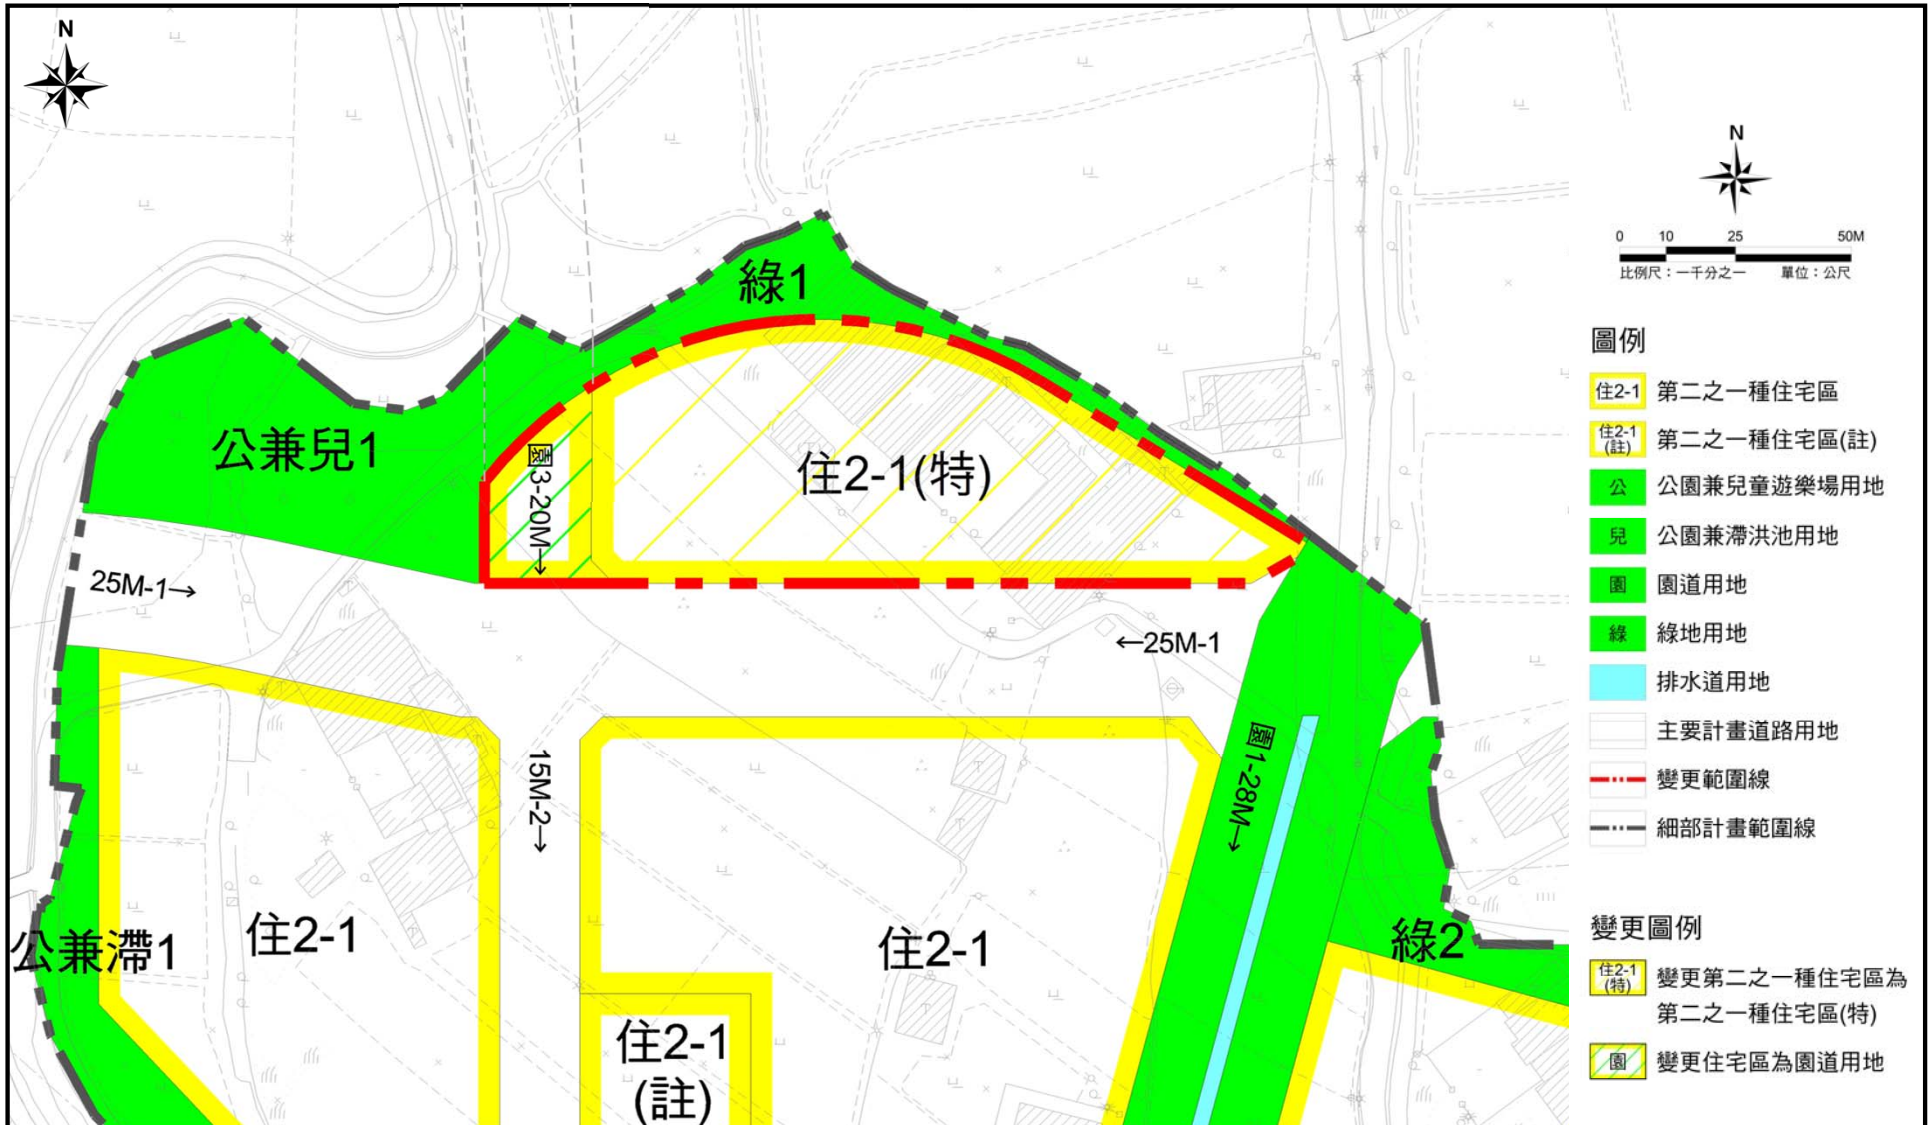 N
綠1
公兼兒1
園3-20M→
住2-1(特)
25M-1→
←25M-1
15M-2→
園1-28M→
公兼滯1
住2-1
住2-1
綠2
住2-1
(註)
N
0 10 25 50M
比例尺：一千分之一 單位：公尺
圖例
住2-1 第二之一種住宅區
住2-1
(註) 第二之一種住宅區(註)
公 公園兼兒童遊樂場用地
兒 公園兼滯洪池用地
園 園道用地
綠 綠地用地
排水道用地
主要計畫道路用地
變更範圍線
細部計畫範圍線
變更圖例
住2-1
(特) 變更第二之一種住宅區為
第二之一種住宅區(特)
園 變更住宅區為園道用地